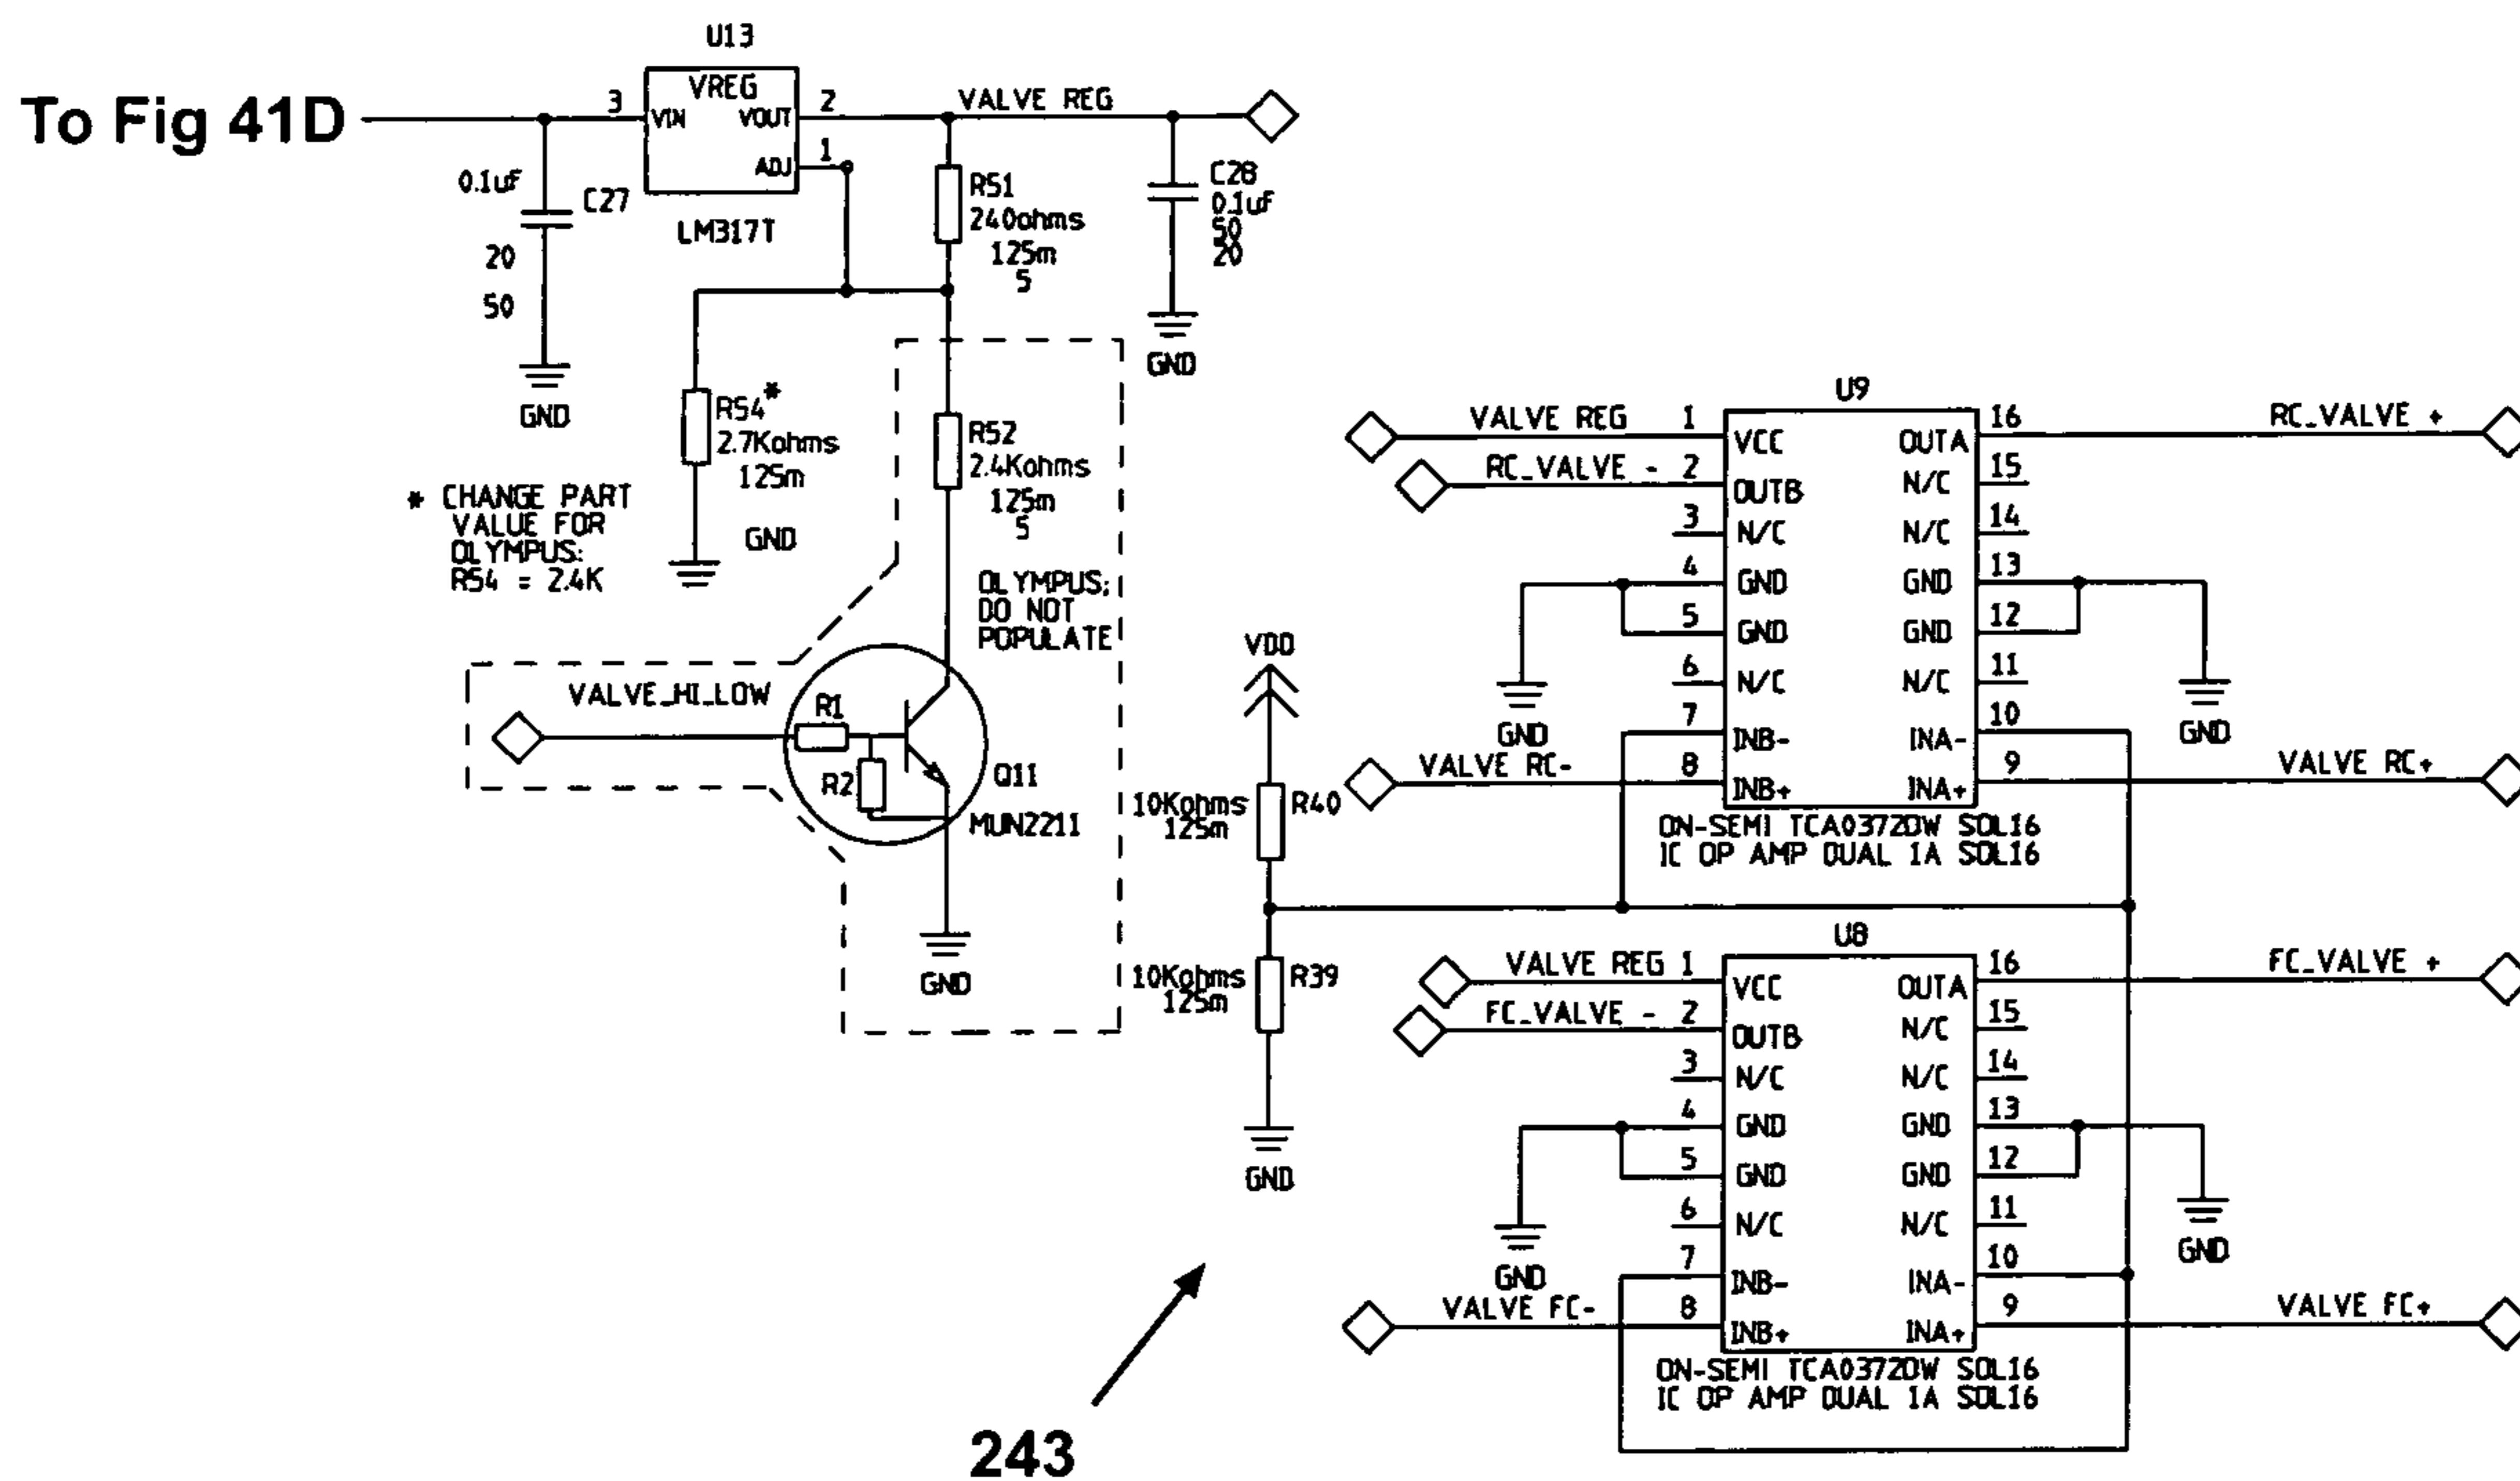 To Fig 41D
U13
VREG
3
VIN
VOUT
2
1
ADJ
LM317T
VALVE REG
0.1uF
C27
20
50
GND
R51
240ohms
125m
5
C28
0.1uF
50
20
GND
R54*
2.7Kohms
125m
GND
* CHANGE PART
VALUE FOR
OLYMPUS:
R54 = 2.4K
R52
2.4Kohms
125m
5
OLYMPUS;
DO NOT
POPULATE
VALVE_HI_LOW
R1
R2
Q11
MUN2211
GND
VDD
10Kohms
125m
R40
10Kohms
125m
R39
GND
U9
VALVE REG 1 VCC
RC_VALVE - 2 OUTB
3 N/C
4 GND
5 GND
6 N/C
7 INB-
VALVE RC- 8 INB+
OUTA 16 RC_VALVE +
N/C 15
N/C 14
GND 13
GND 12
N/C 11
INA- 10
INA+ 9 VALVE RC+
GND
GND
ON-SEMI TCA0372DW SOL16
IC OP AMP DUAL 1A SOL16
U8
VALVE REG 1 VCC
FC_VALVE - 2 OUTB
3 N/C
4 GND
5 GND
6 N/C
7 INB-
VALVE FC- 8 INB+
OUTA 16 FC_VALVE +
N/C 15
N/C 14
GND 13
GND 12
N/C 11
INA- 10
INA+ 9 VALVE FC+
GND
GND
ON-SEMI TCA0372DW SOL16
IC OP AMP DUAL 1A SOL16
243